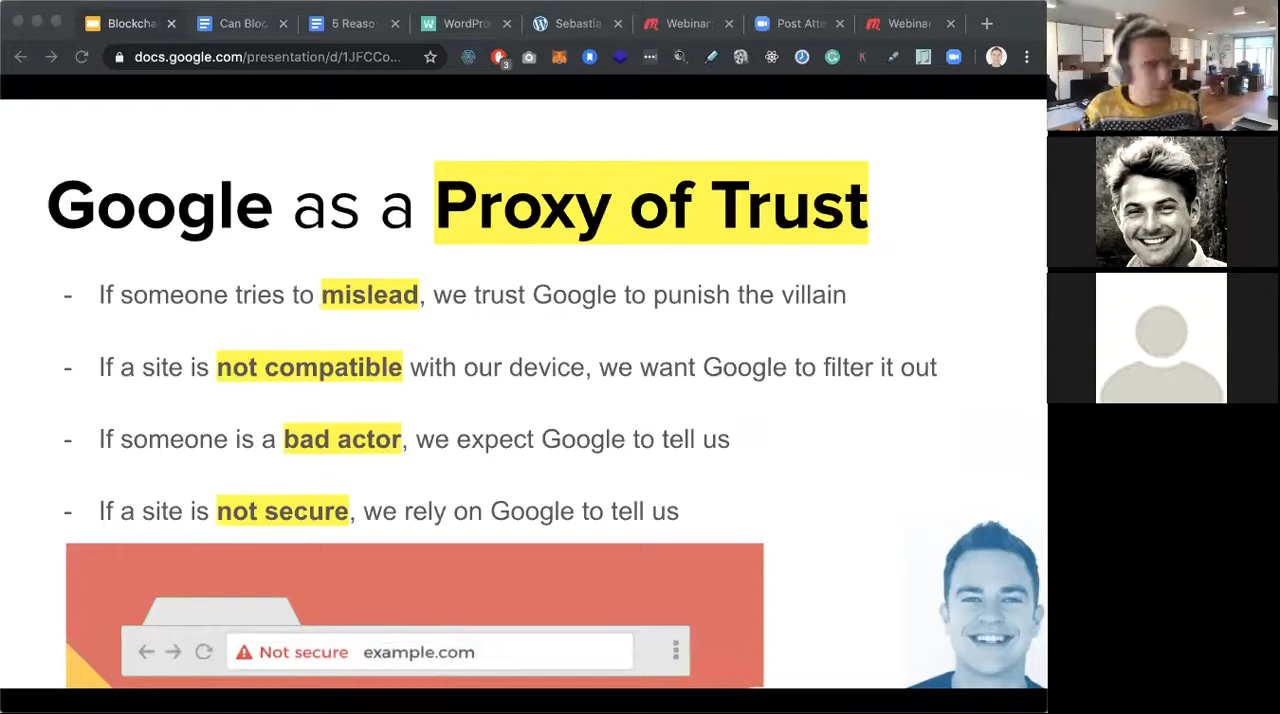 Blockcha
Can Bloc
5 Reaso
WordPro
Sebastia
Webinar
Post Atte
Webinar
docs.google.com/presentation/d/1JFCCo...
3
Google as a Proxy of Trust
- If someone tries to mislead, we trust Google to punish the villain
- If a site is not compatible with our device, we want Google to filter it out
- If someone is a bad actor, we expect Google to tell us
- If a site is not secure, we rely on Google to tell us
Not secure example.com